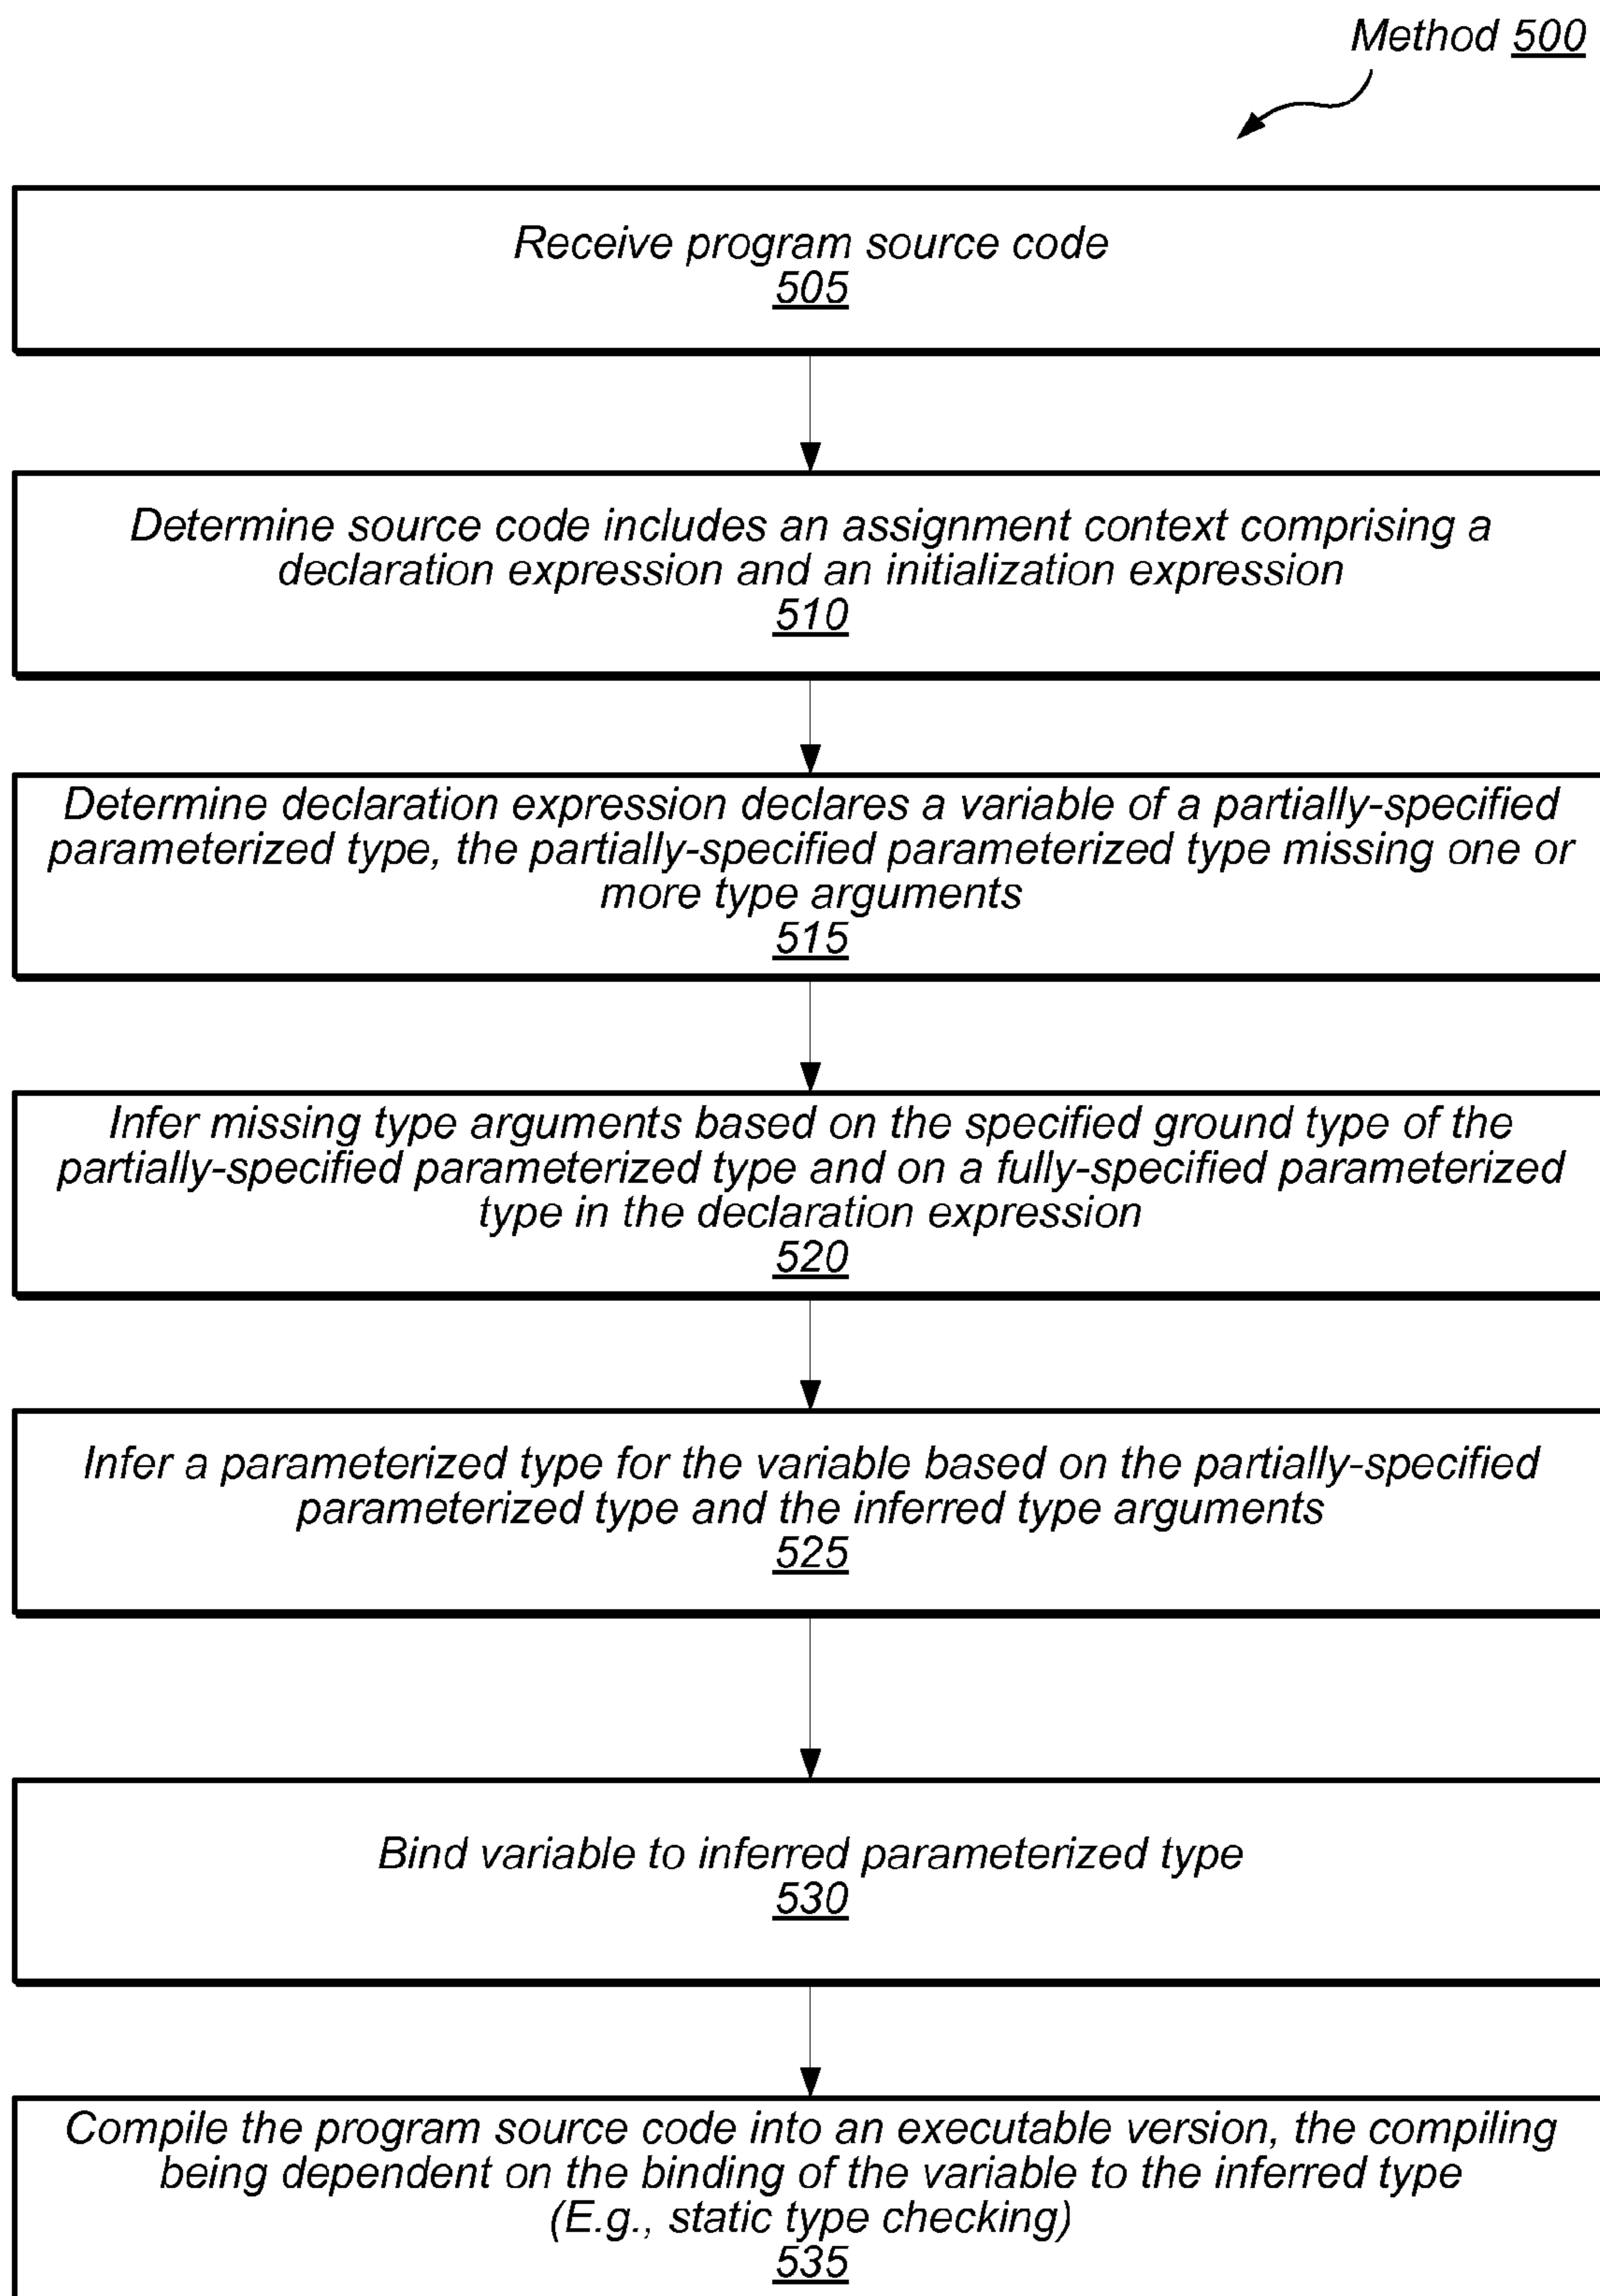 Method 500
Receive program source code
505
Determine source code includes an assignment context comprising a
declaration expression and an initialization expression
510
Determine declaration expression declares a variable of a partially-specified
parameterized type, the partially-specified parameterized type missing one or
more type arguments
515
Infer missing type arguments based on the specified ground type of the
partially-specified parameterized type and on a fully-specified parameterized
type in the declaration expression
520
Infer a parameterized type for the variable based on the partially-specified
parameterized type and the inferred type arguments
525
Bind variable to inferred parameterized type
530
Compile the program source code into an executable version, the compiling
being dependent on the binding of the variable to the inferred type
(E.g., static type checking)
535